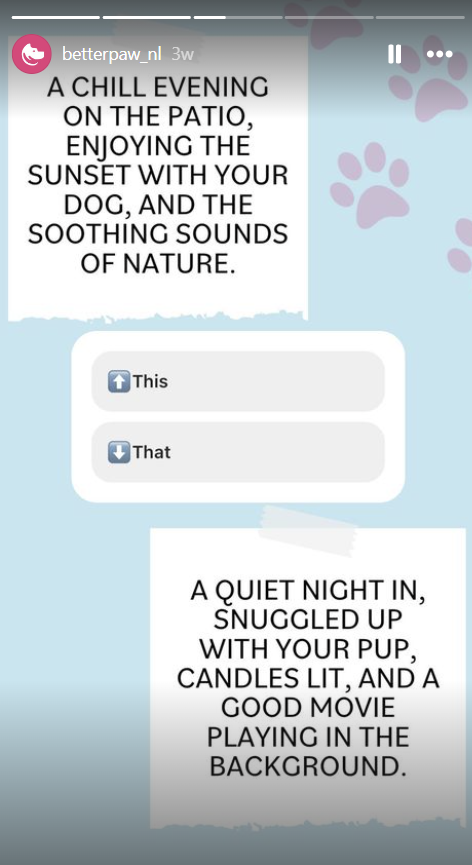 betterpaw_nl 3w
A CHILL EVENING
ON THE PATIO,
ENJOYING THE
SUNSET WITH YOUR
DOG, AND THE
SOOTHING SOUNDS
OF NATURE.
⬆️This
⬇️That
A QUIET NIGHT IN,
SNUGGLED UP
WITH YOUR PUP,
CANDLES LIT, AND A
GOOD MOVIE
PLAYING IN THE
BACKGROUND.